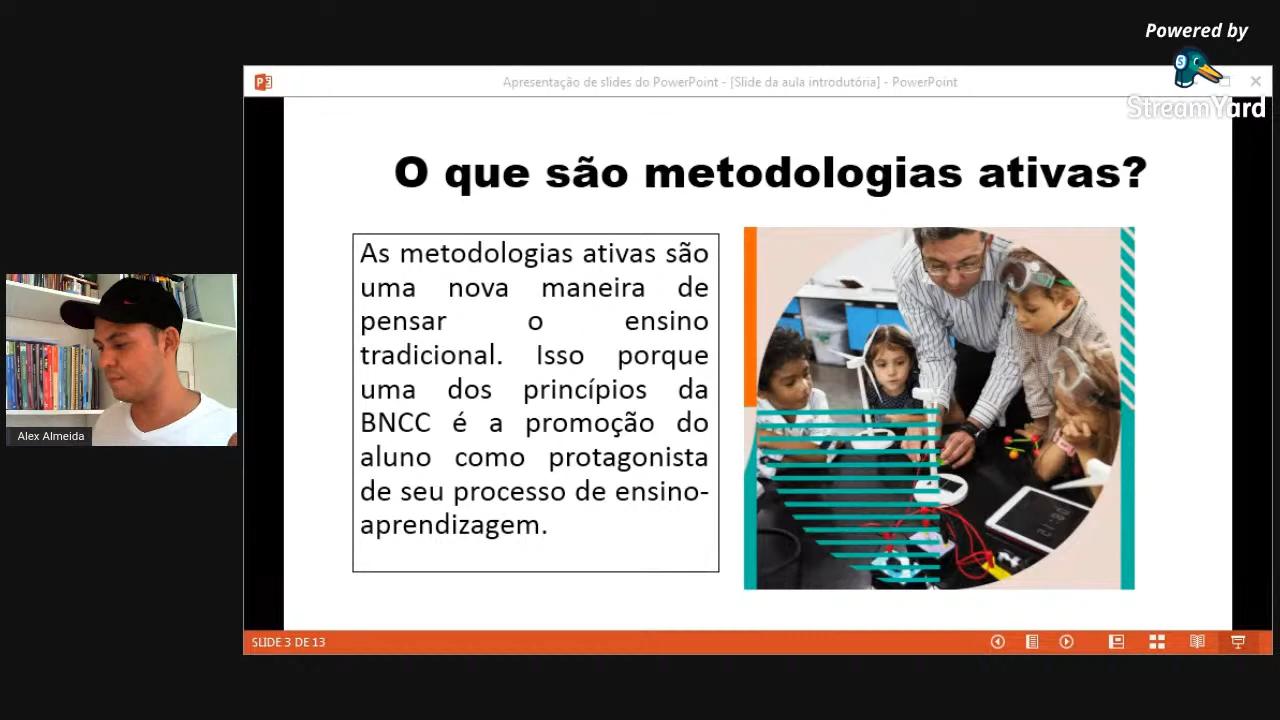 Powered by
StreamYard
Apresentação de slides do PowerPoint - [Slide da aula introdutória] - PowerPoint
O que são metodologias ativas?
As metodologias ativas são
uma nova maneira de
pensar o ensino
tradicional. Isso porque
uma dos princípios da
BNCC é a promoção do
aluno como protagonista
de seu processo de ensino-
aprendizagem.
Alex Almeida
SLIDE 3 DE 13